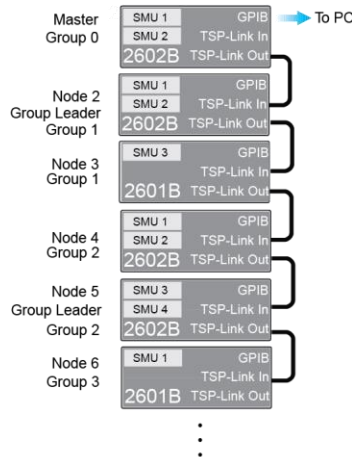 Master
Group 0
SMU 1 GPIB
SMU 2 TSP-Link In
2602B TSP-Link Out
To PC
Node 2
Group Leader
Group 1
SMU 1 GPIB
SMU 2 TSP-Link In
2602B TSP-Link Out
Node 3
Group 1
SMU 3 GPIB
TSP-Link In
2601B TSP-Link Out
Node 4
Group 2
SMU 1 GPIB
SMU 2 TSP-Link In
2602B TSP-Link Out
Node 5
Group Leader
Group 2
SMU 3 GPIB
SMU 4 TSP-Link In
2602B TSP-Link Out
Node 6
Group 3
SMU 1 GPIB
TSP-Link In
2601B TSP-Link Out